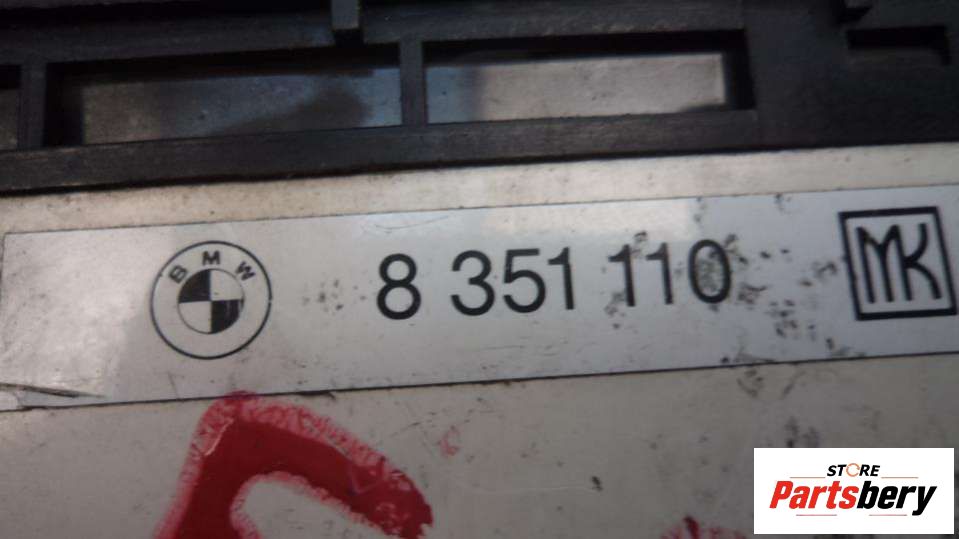 BMW 8 351 110 MK
STORE
Partsbery